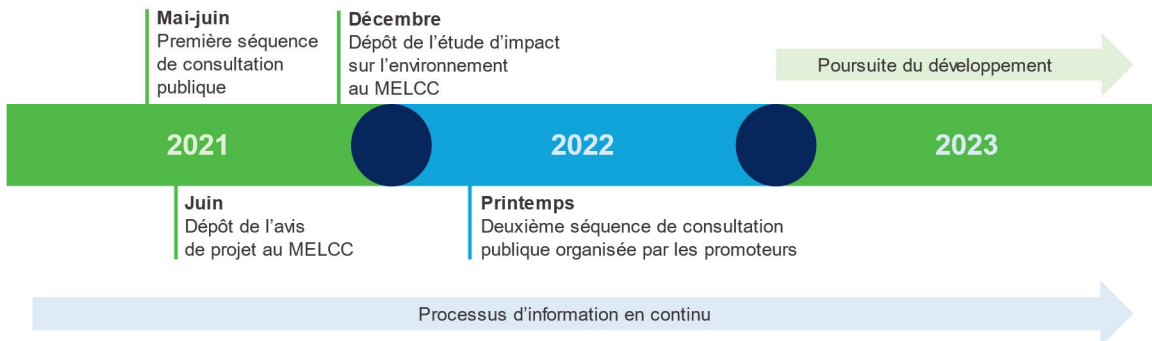 Mai-juin
Première séquence
de consultation
publique
Décembre
Dépôt de l’étude d’impact
sur l’environnement
au MELCC
Poursuite du développement
2021
2022
2023
Juin
Dépôt de l’avis
de projet au MELCC
Printemps
Deuxième séquence de consultation
publique organisée par les promoteurs
Processus d’information en continu